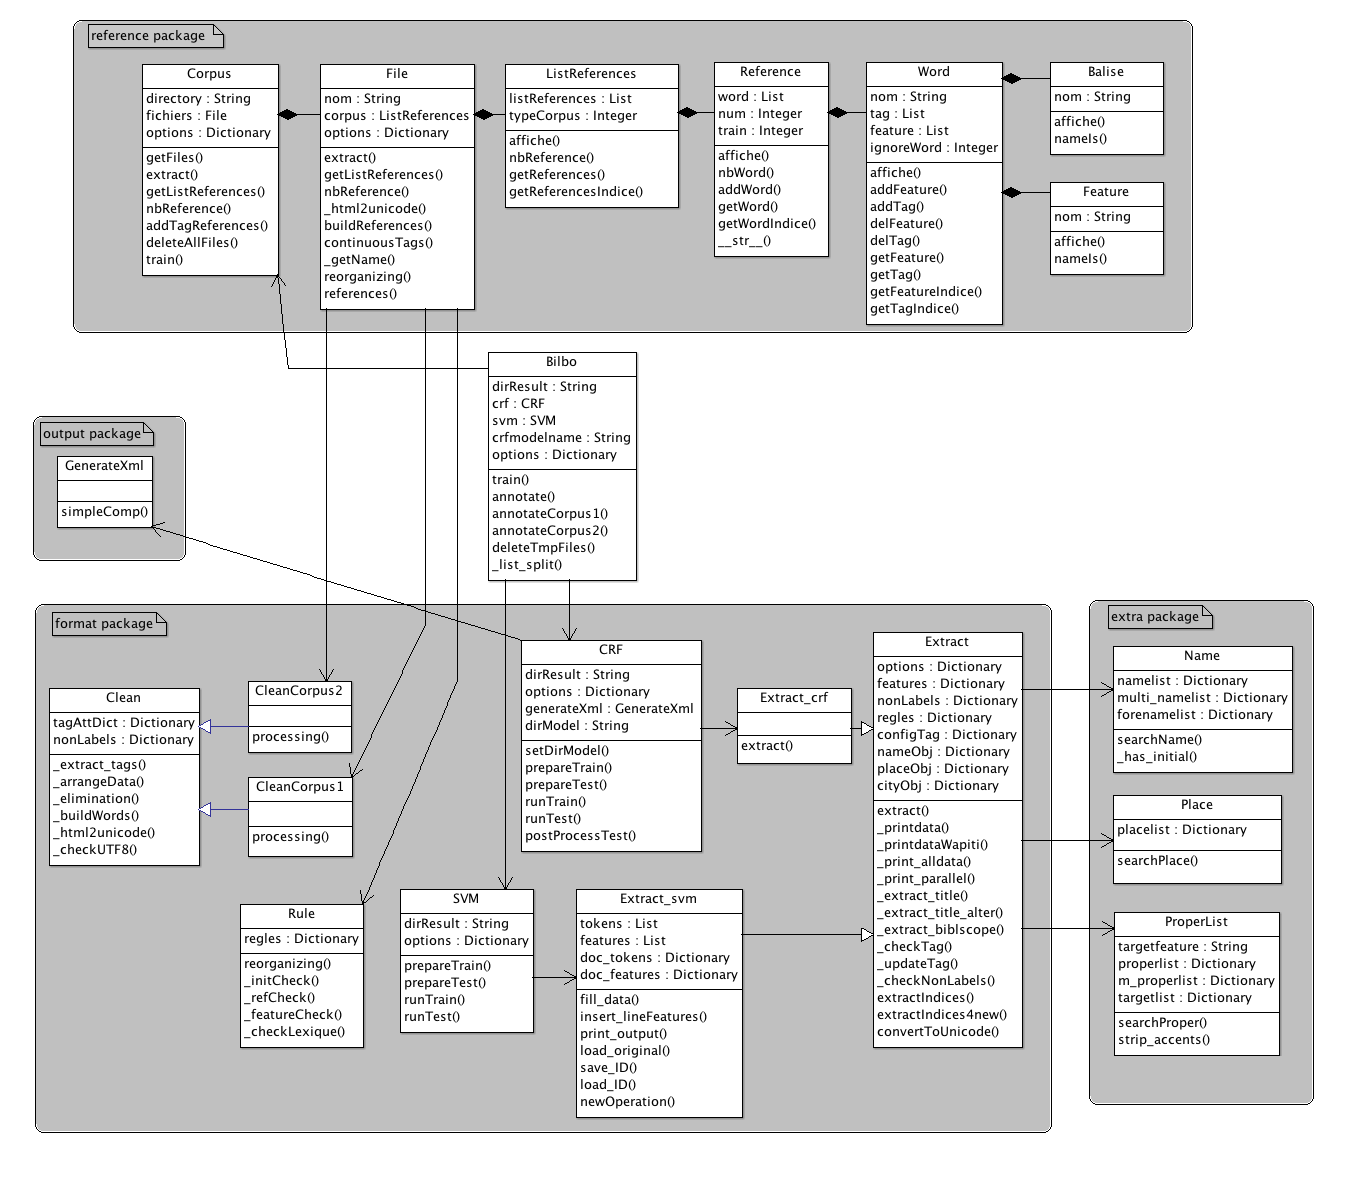 reference package
Corpus
directory : String
fichiers : File
options : Dictionary
getFiles()
extract()
getListReferences()
nbReference()
addTagReferences()
deleteAllFiles()
train()
File
nom : String
corpus : ListReferences
options : Dictionary
extract()
getListReferences()
nbReference()
_html2unicode()
buildReferences()
continuousTags()
_getName()
reorganizing()
references()
ListReferences
listReferences : List
typeCorpus : Integer
affiche()
nbReference()
getReferences()
getReferencesIndice()
Reference
word : List
num : Integer
train : Integer
affiche()
nbWord()
addWord()
getWord()
getWordIndice()
__str__()
Word
nom : String
tag : List
feature : List
ignoreWord : Integer
affiche()
addFeature()
addTag()
delFeature()
delTag()
getFeature()
getTag()
getFeatureIndice()
getTagIndice()
Balise
nom : String
affiche()
nameIs()
Feature
nom : String
affiche()
nameIs()
Bilbo
dirResult : String
crf : CRF
svm : SVM
crfmodelname : String
options : Dictionary
train()
annotate()
annotateCorpus1()
annotateCorpus2()
deleteTmpFiles()
_list_split()
output package
GenerateXml
simpleComp()
format package
Clean
tagAttDict : Dictionary
nonLabels : Dictionary
_extract_tags()
_arrangeData()
_elimination()
_buildWords()
_html2unicode()
_checkUTF8()
CleanCorpus2
processing()
CleanCorpus1
processing()
Rule
regles : Dictionary
reorganizing()
_initCheck()
_refCheck()
_featureCheck()
_checkLexique()
CRF
dirResult : String
options : Dictionary
generateXml : GenerateXml
dirModel : String
setDirModel()
prepareTrain()
prepareTest()
runTrain()
runTest()
postProcessTest()
SVM
dirResult : String
options : Dictionary
prepareTrain()
prepareTest()
runTrain()
runTest()
Extract_crf
extract()
Extract_svm
tokens : List
features : List
doc_tokens : Dictionary
doc_features : Dictionary
fill_data()
insert_lineFeatures()
print_output()
load_original()
save_ID()
load_ID()
newOperation()
Extract
options : Dictionary
features : Dictionary
nonLabels : Dictionary
regles : Dictionary
configTag : Dictionary
nameObj : Dictionary
placeObj : Dictionary
cityObj : Dictionary
extract()
_printdata()
_printdataWapiti()
_print_alldata()
_print_parallel()
_extract_title()
_extract_title_alter()
_extract_biblscope()
_checkTag()
_updateTag()
_checkNonLabels()
extractIndices()
extractIndices4new()
convertToUnicode()
extra package
Name
namelist : Dictionary
multi_namelist : Dictionary
forenamelist : Dictionary
searchName()
_has_initial()
Place
placelist : Dictionary
searchPlace()
ProperList
targetfeature : String
properlist : Dictionary
m_properlist : Dictionary
targetlist : Dictionary
searchProper()
strip_accents()